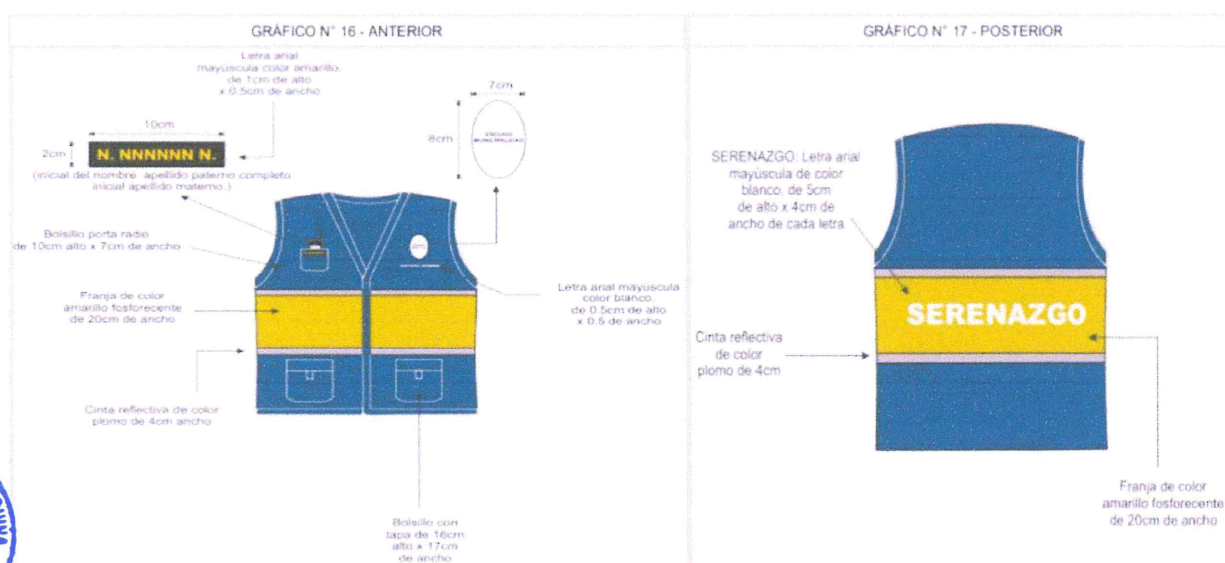 GRÁFICO N° 16 - ANTERIOR
Letra arial
mayúscula color amarillo,
de 1cm de alto
x 0.5cm de ancho
10cm
2cm
N. NNNNNN N.
(inicial del nombre, apellido paterno completo
inicial apellido materno.)
7cm
8cm
ESCUDO
MUNICIPALIDAD
Bolsillo porta radio
de 10cm alto x 7cm de ancho
Franja de color
amarillo fosforecente
de 20cm de ancho
Cinta reflectiva de color
plomo de 4cm ancho
Letra arial mayúscula
color blanco,
de 0.5cm de alto
x 0.5 de ancho
Bolsillo con
tapa de 16cm
alto x 17cm
de ancho
GRÁFICO N° 17 - POSTERIOR
SERENAZGO: Letra arial
mayúscula de color
blanco, de 5cm
de alto x 4cm de
ancho de cada letra
SERENAZGO
Cinta reflectiva
de color
plomo de 4cm
Franja de color
amarillo fosforecente
de 20cm de ancho